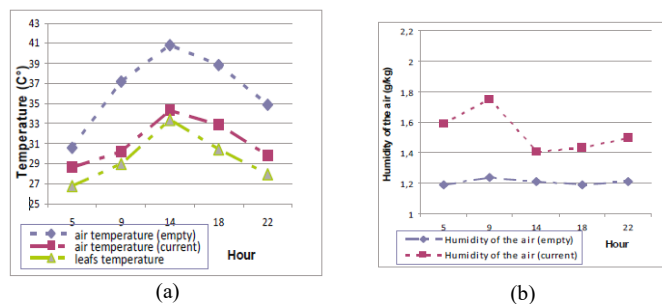 43
41
39
37
35
33
31
29
27
25
Temperature (C°)
5 9 14 18 22
Hour
air temperature (empty)
air temperature (current)
leafs temperature
(a)
2,2
2
1,8
1,6
1,4
1,2
1
Humidity of the air (g/kg)
5 9 14 18 22
Hour
Humidity of the air (empty)
Humidity of the air (current)
(b)